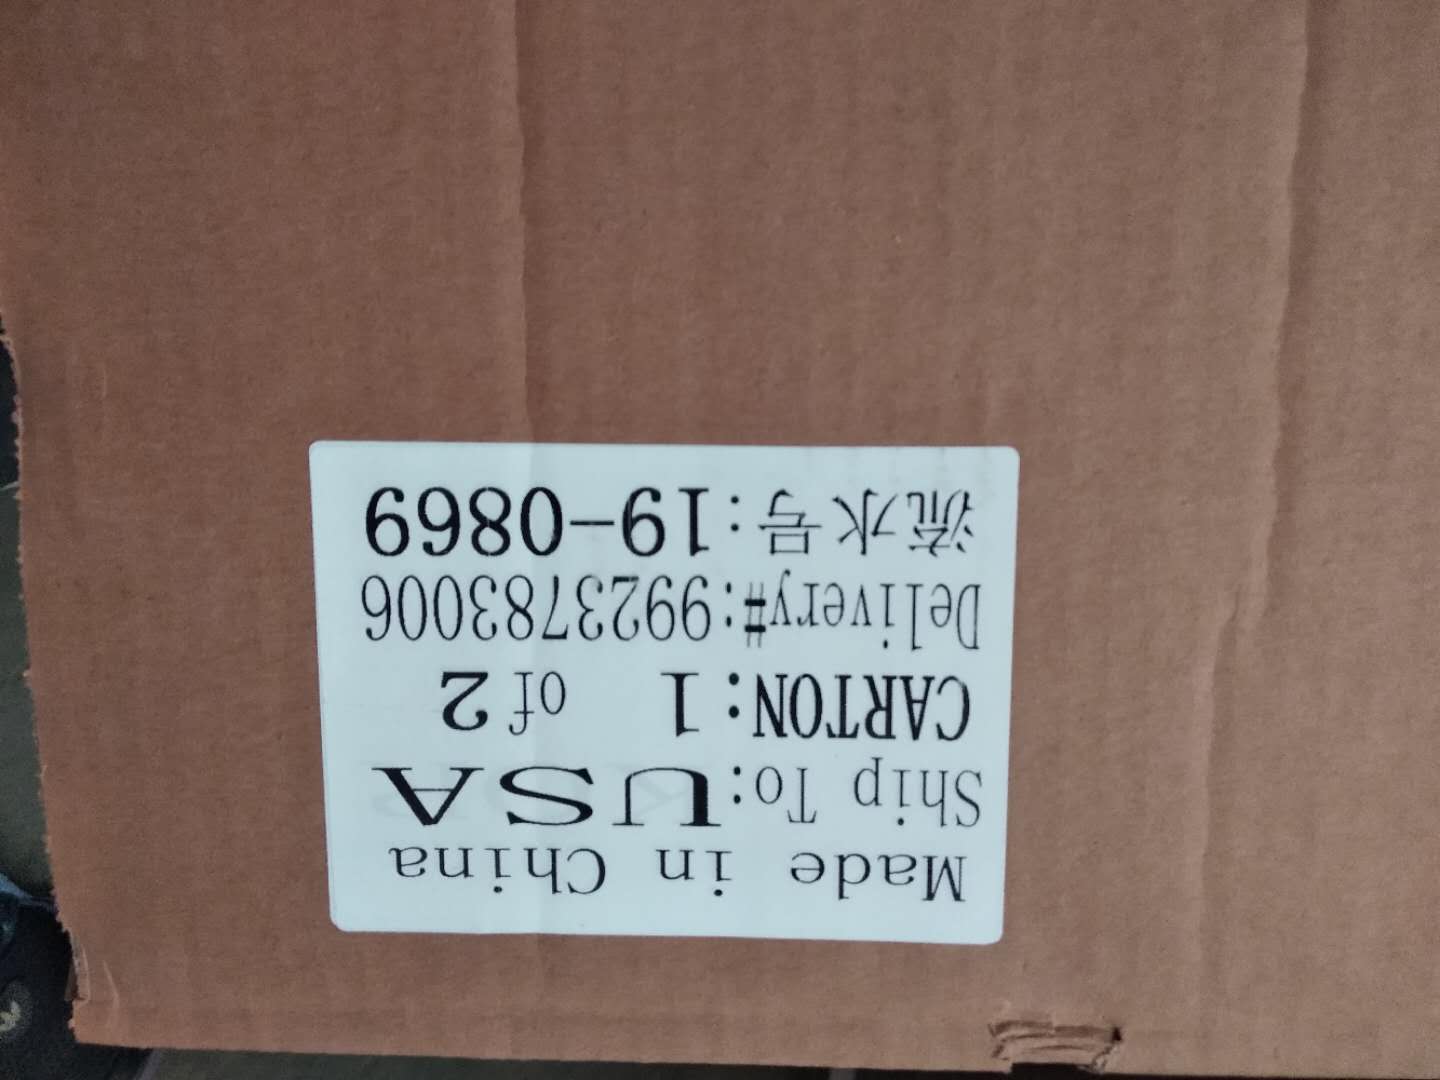 Made in China
Ship To:USA
CARTON:1 of 2
Delivery#:9923783006
流水号:19-0869